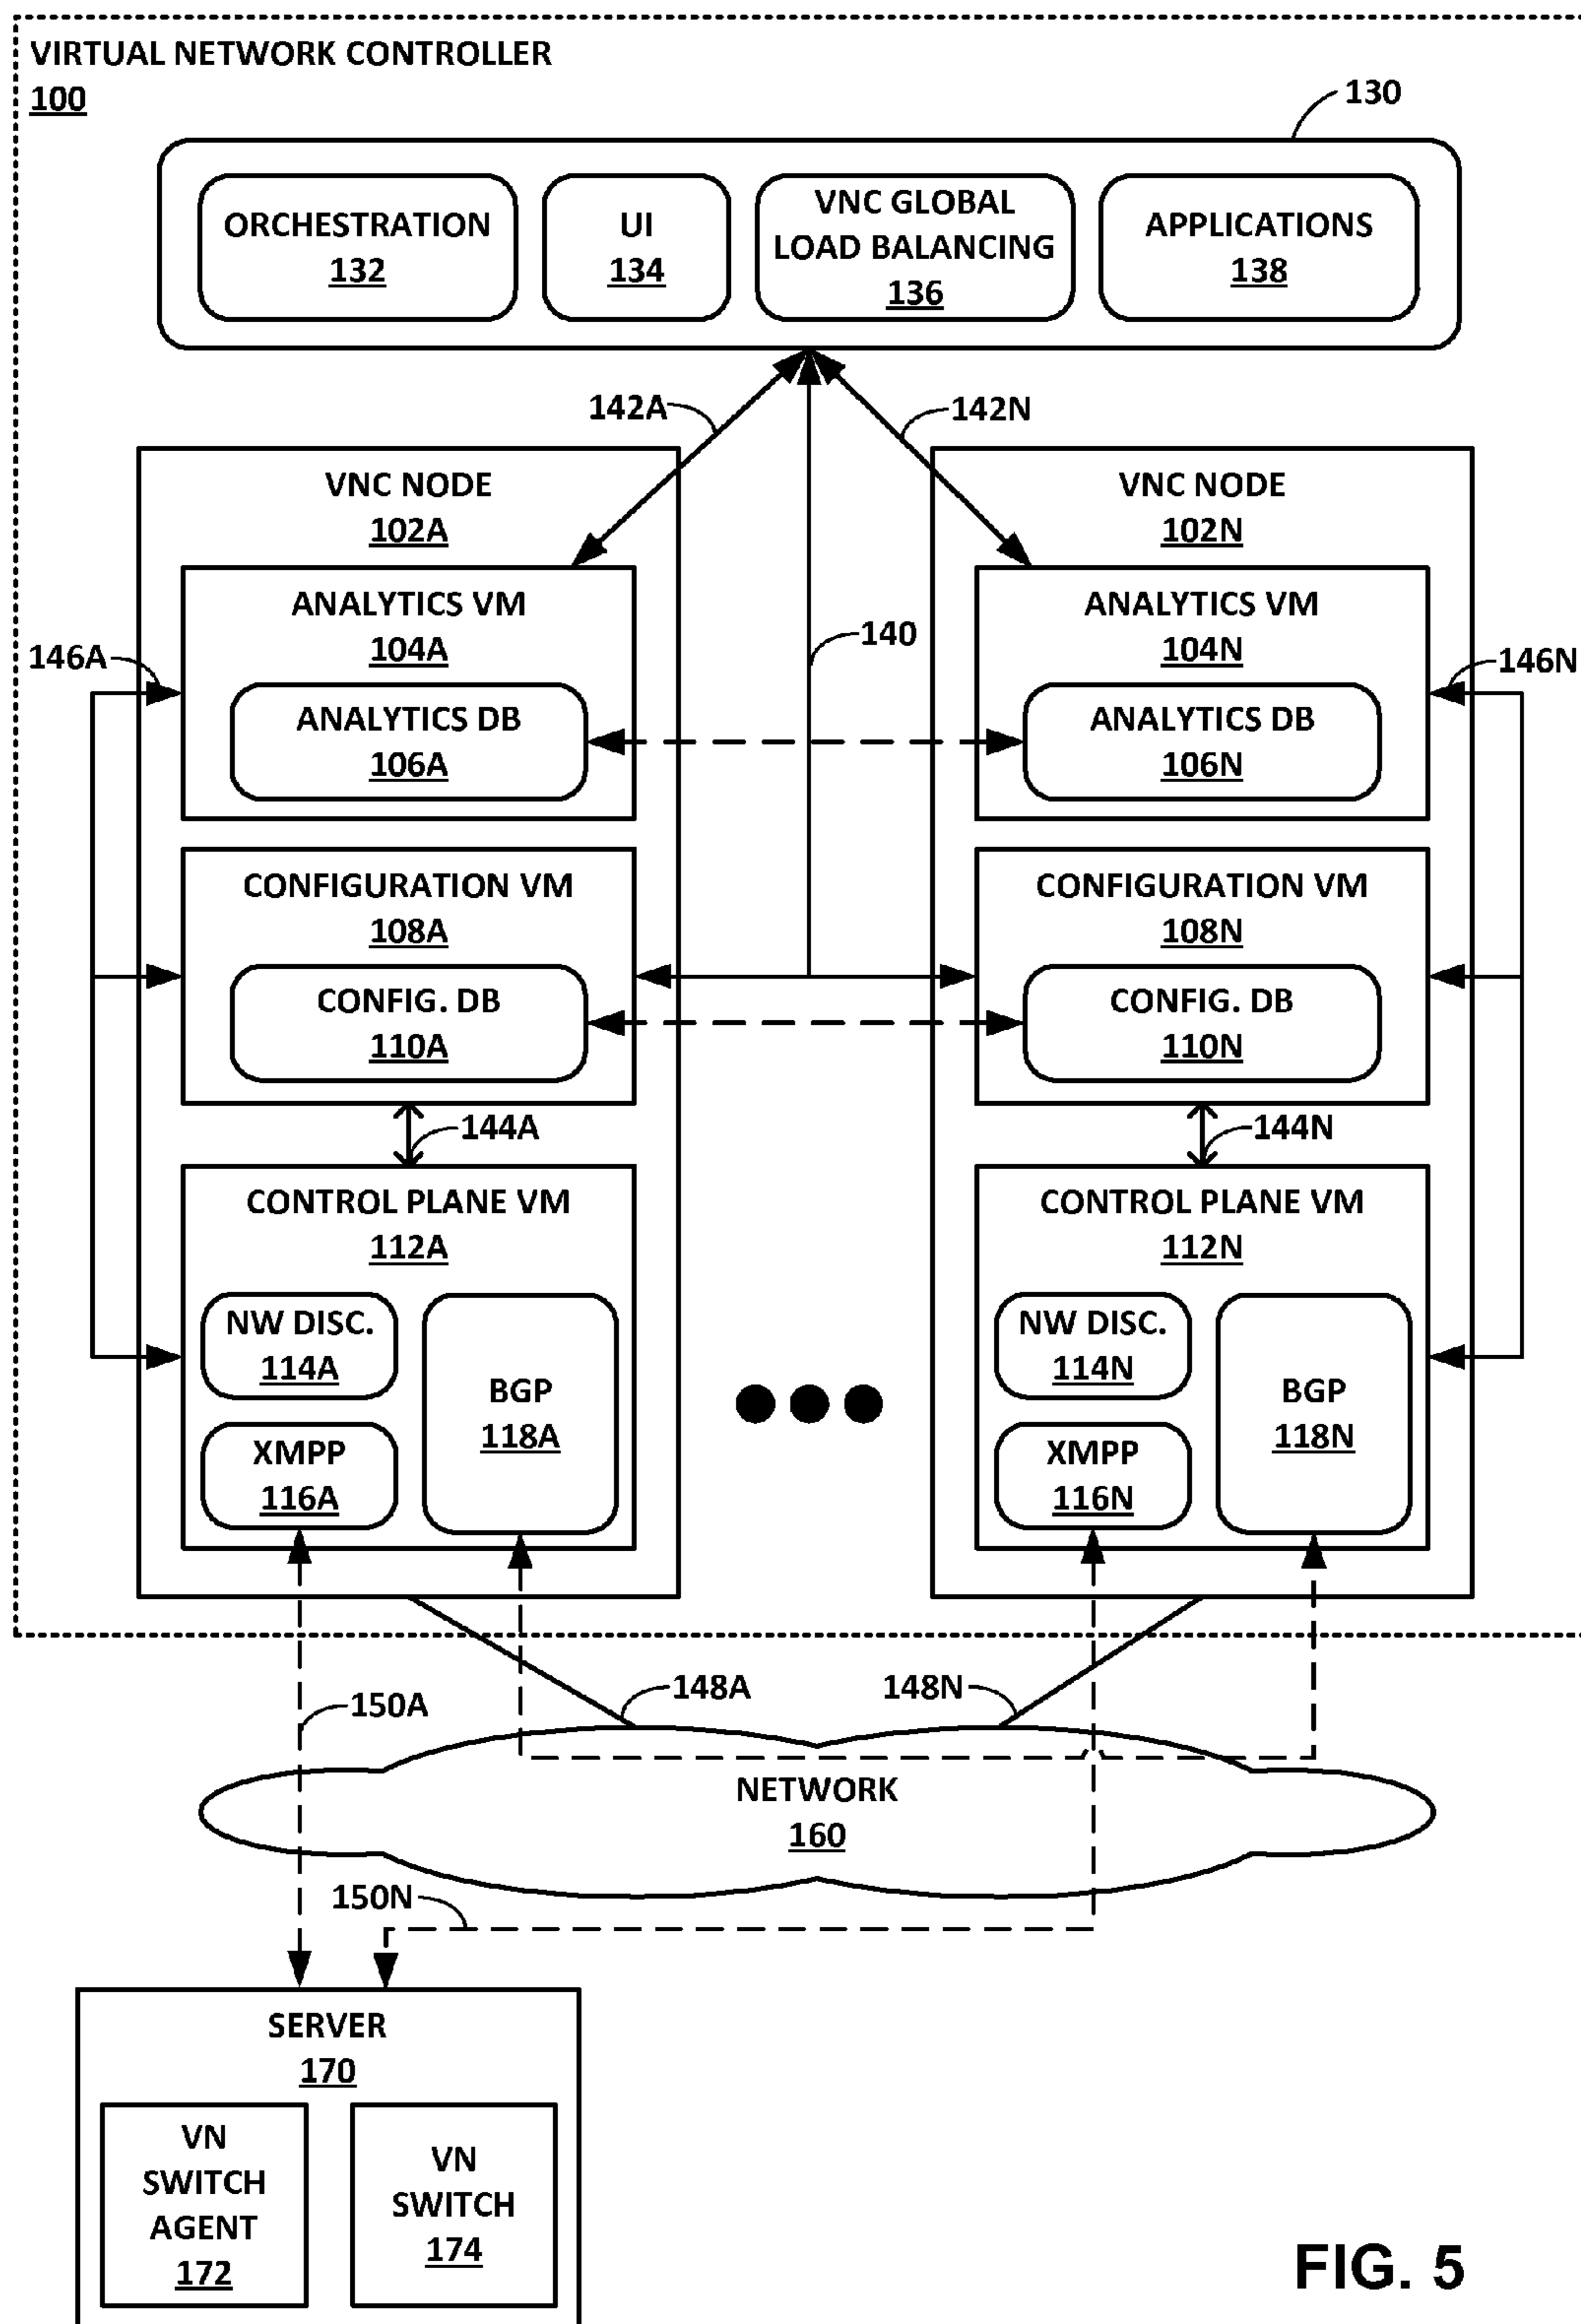 VIRTUAL NETWORK CONTROLLER
100
130
ORCHESTRATION
132
UI
134
VNC GLOBAL
LOAD BALANCING
136
APPLICATIONS
138
142A
142N
VNC NODE
102A
VNC NODE
102N
ANALYTICS VM
104A
140
ANALYTICS VM
104N
146A
146N
ANALYTICS DB
106A
ANALYTICS DB
106N
CONFIGURATION VM
108A
CONFIGURATION VM
108N
CONFIG. DB
110A
CONFIG. DB
110N
144A
144N
CONTROL PLANE VM
112A
CONTROL PLANE VM
112N
NW DISC.
114A
BGP
118A
XMPP
116A
NW DISC.
114N
BGP
118N
XMPP
116N
148A
148N
150A
NETWORK
160
150N
SERVER
170
VN
SWITCH
AGENT
172
VN
SWITCH
174
FIG. 5